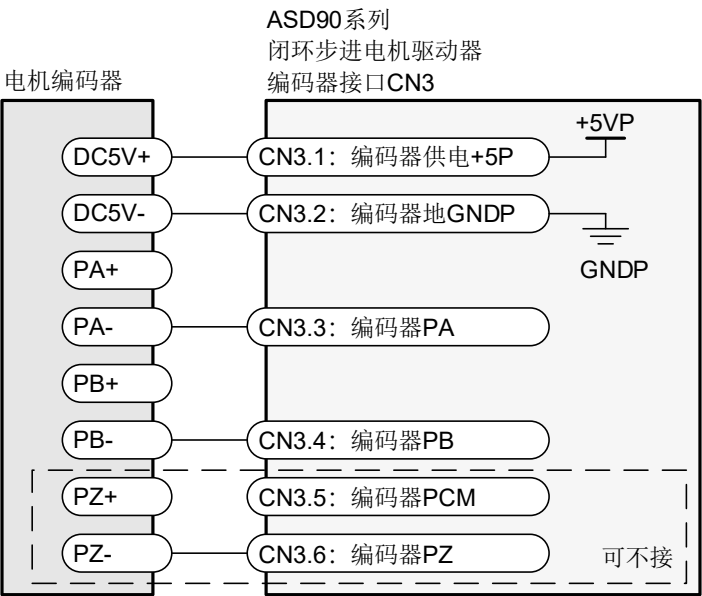 ASD90系列
闭环步进电机驱动器
电机编码器
编码器接口CN3
+5VP
DC5V+
CN3.1：编码器供电+5P
DC5V-
CN3.2：编码器地GNDP
PA+
GNDP
PA-
CN3.3：编码器PA
PB+
PB-
CN3.4：编码器PB
PZ+
CN3.5：编码器PCM
PZ-
CN3.6：编码器PZ
可不接